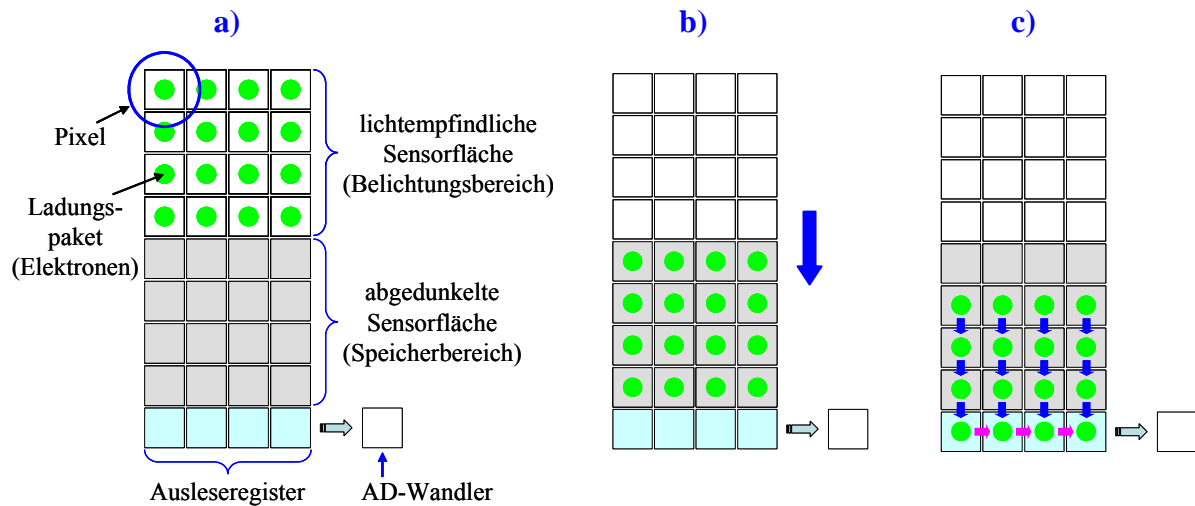 a)
b)
c)
Pixel
Ladungs-
paket
(Elektronen)
lichtempfindliche
Sensorfläche
(Belichtungsbereich)
abgedunkelte
Sensorfläche
(Speicherbereich)
Ausleseregister
AD-Wandler